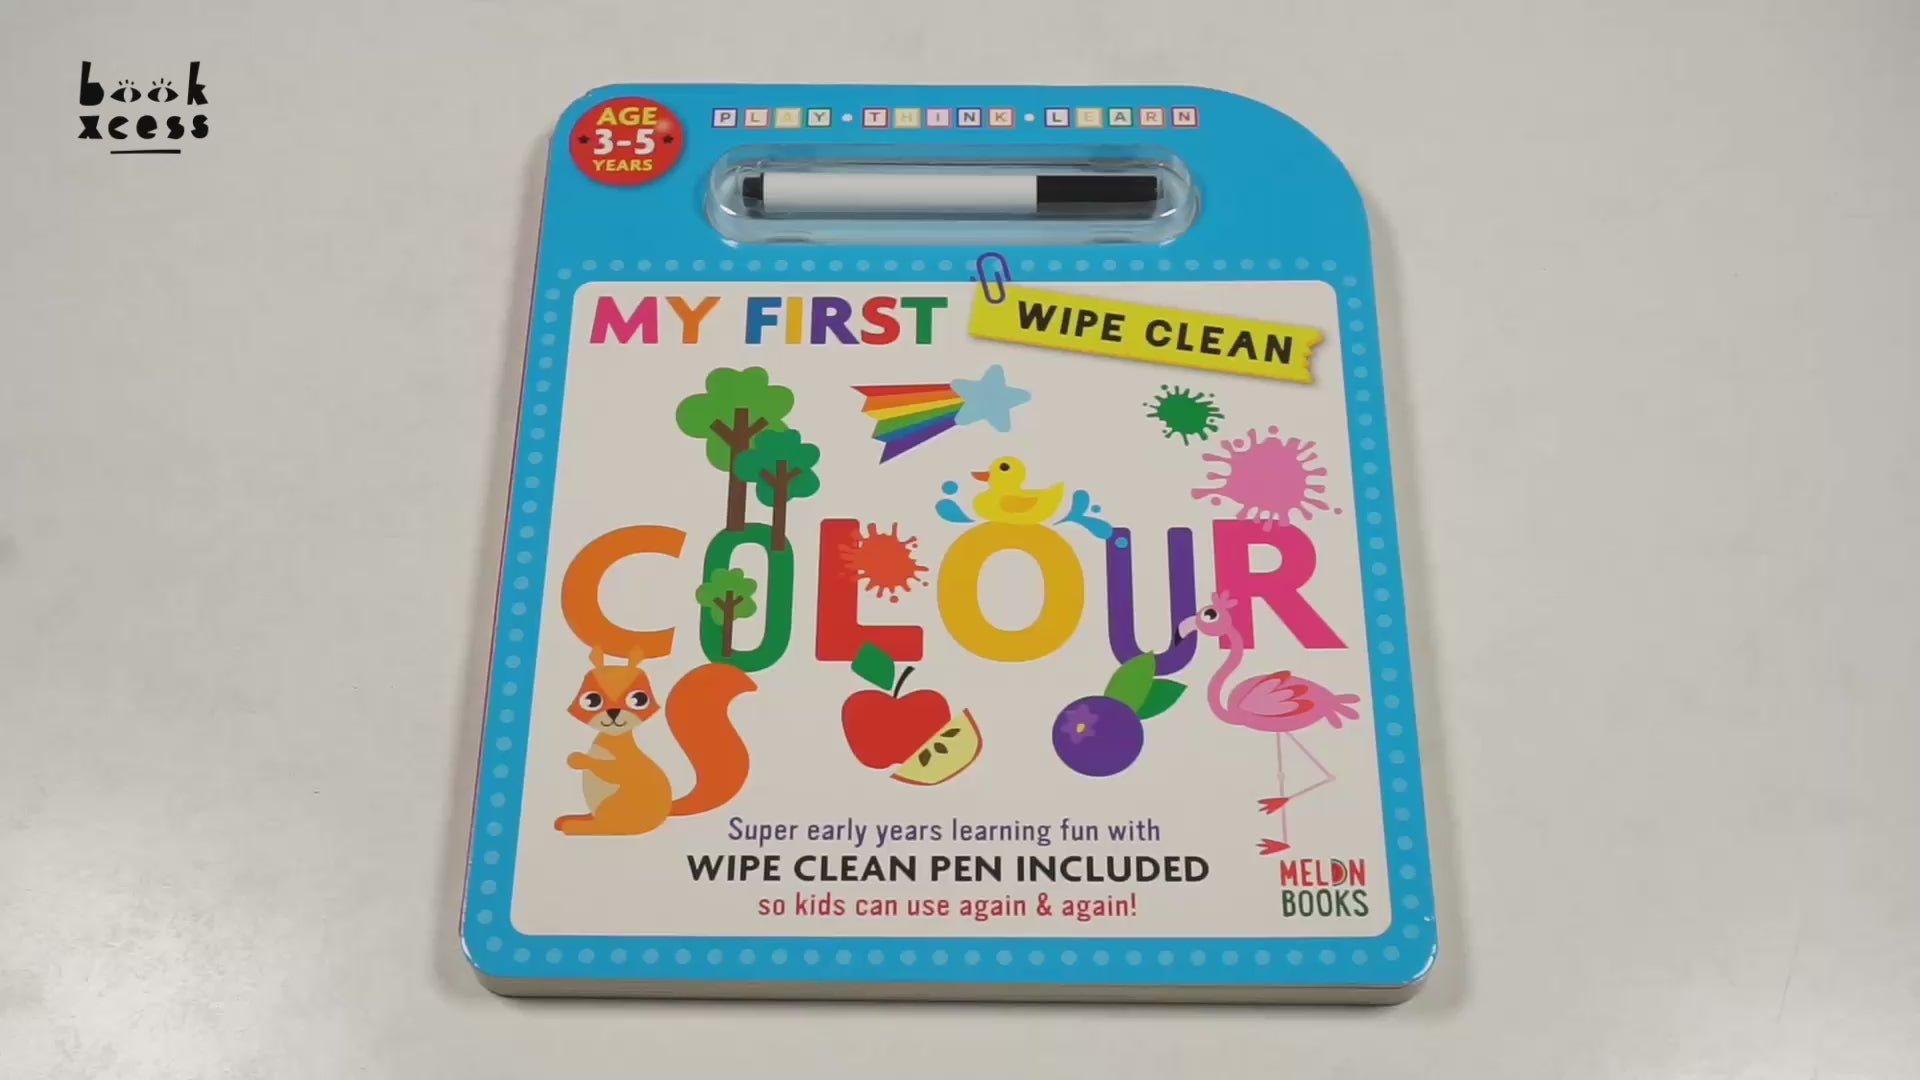 book
xcess
AGE
3-5
YEARS
PLAY • THINK • LEARN
MY FIRST
WIPE CLEAN
COLOUR
Super early years learning fun with
WIPE CLEAN PEN INCLUDED
so kids can use again & again!
MELON
BOOKS